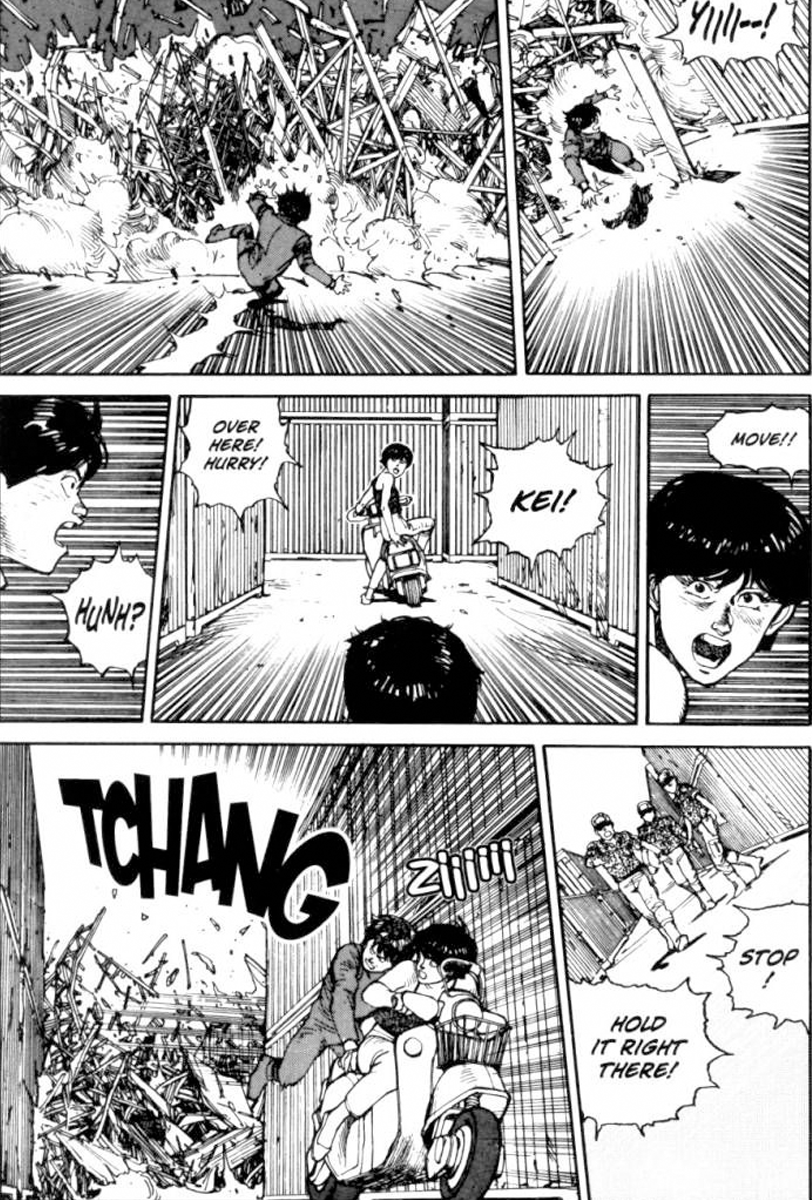 YIIII--!
HUNH?
OVER
HERE!
HURRY!
KEI!
MOVE!!
TCHANG
Ziiiiii
STOP
!
HOLD
IT RIGHT
THERE!